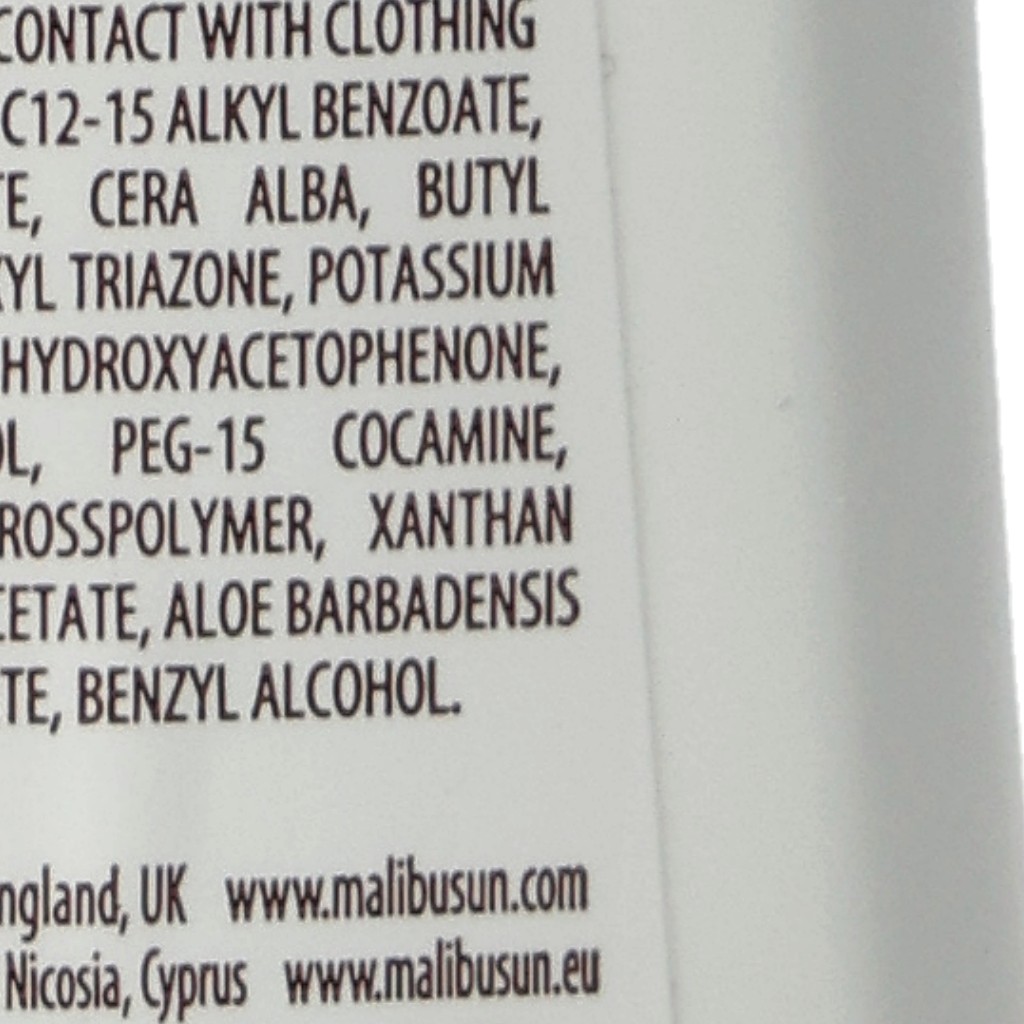 CONTACT WITH CLOTHING
C12-15 ALKYL BENZOATE,
TE, CERA ALBA, BUTYL
XYL TRIAZONE, POTASSIUM
HYDROXYACETOPHENONE,
OL, PEG-15 COCAMINE,
ROSSPOLYMER, XANTHAN
CETATE, ALOE BARBADENSIS
TE, BENZYL ALCOHOL.
ngland, UK www.malibusun.com
Nicosia, Cyprus www.malibusun.eu